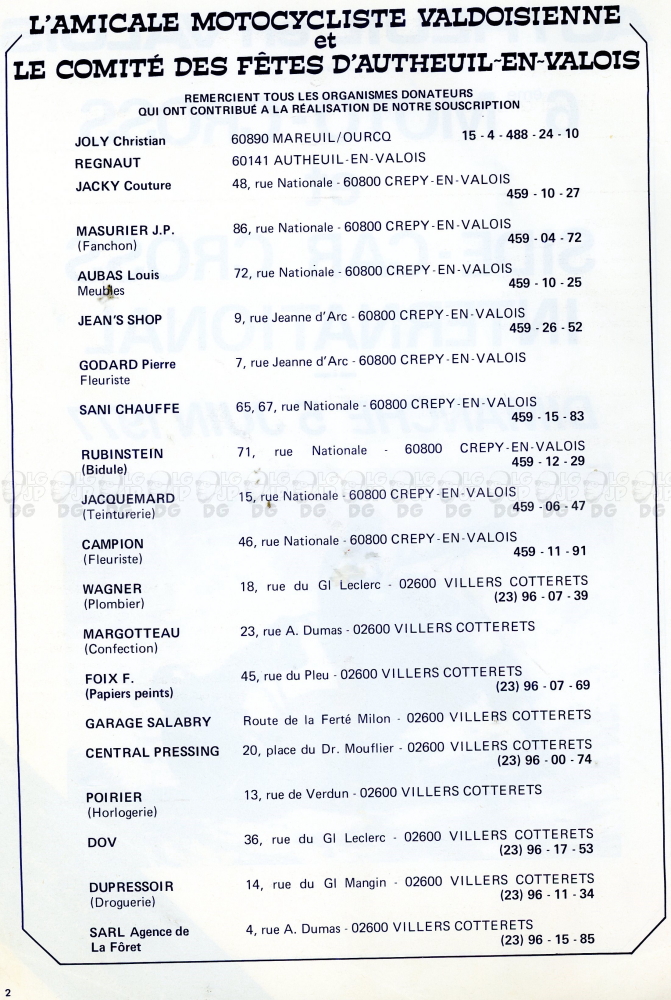 L'AMICALE MOTOCYCLISTE VALDOISIENNE
et
LE COMITÉ DES FÊTES D'AUTHEUIL-EN-VALOIS
REMERCIENT TOUS LES ORGANISMES DONATEURS
QUI ONT CONTRIBUÉ A LA RÉALISATION DE NOTRE SOUSCRIPTION
JOLY Christian 60890 MAREUIL/OURCQ 15 - 4 - 488 - 24 - 10
REGNAUT 60141 AUTHEUIL-EN-VALOIS
JACKY Couture 48, rue Nationale - 60800 CREPY-EN-VALOIS
459 - 10 - 27
MASURIER J.P. 86, rue Nationale - 60800 CREPY-EN-VALOIS
(Fanchon) 459 - 04 - 72
AUBAS Louis 72, rue Nationale - 60800 CREPY-EN-VALOIS
Meubles 459 - 10 - 25
JEAN'S SHOP 9, rue Jeanne d'Arc - 60800 CREPY-EN-VALOIS
459 - 26 - 52
GODARD Pierre 7, rue Jeanne d'Arc - 60800 CREPY-EN-VALOIS
Fleuriste
SANI CHAUFFE 65, 67, rue Nationale - 60800 CREPY-EN-VALOIS
459 - 15 - 83
RUBINSTEIN 71, rue Nationale - 60800 CREPY-EN-VALOIS
(Bidule) 459 - 12 - 29
JACQUEMARD 15, rue Nationale - 60800 CREPY-EN-VALOIS
(Teinturerie) 459 - 06 - 47
CAMPION 46, rue Nationale - 60800 CREPY-EN-VALOIS
(Fleuriste) 459 - 11 - 91
WAGNER 18, rue du Gl Leclerc - 02600 VILLERS COTTERETS
(Plombier) (23) 96 - 07 - 39
MARGOTTEAU 23, rue A. Dumas - 02600 VILLERS COTTERETS
(Confection)
FOIX F. 45, rue du Pleu - 02600 VILLERS COTTERETS
(Papiers peints) (23) 96 - 07 - 69
GARAGE SALABRY Route de la Ferté Milon - 02600 VILLERS COTTERETS
CENTRAL PRESSING 20, place du Dr. Mouflier - 02600 VILLERS COTTERETS
(23) 96 - 00 - 74
POIRIER 13, rue de Verdun - 02600 VILLERS COTTERETS
(Horlogerie)
DOV 36, rue du Gl Leclerc - 02600 VILLERS COTTERETS
(23) 96 - 17 - 53
DUPRESSOIR 14, rue du Gl Mangin - 02600 VILLERS COTTERETS
(Droguerie) (23) 96 - 11 - 34
SARL Agence de 4, rue A. Dumas - 02600 VILLERS COTTERETS
La Fôret (23) 96 - 15 - 85
2